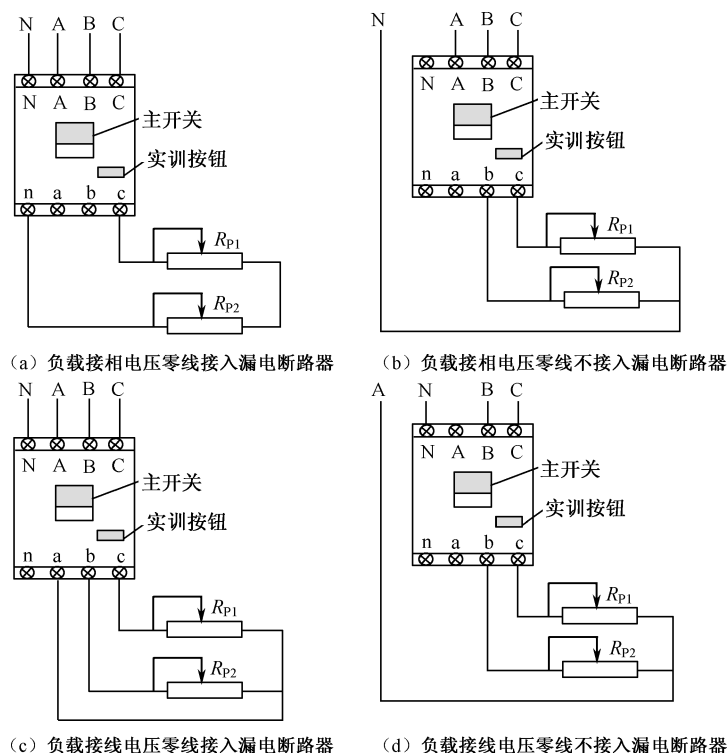 N A B C
N A B C
主开关
实训按钮
n a b c
RP1
RP2
(a) 负载接相电压零线接入漏电断路器
N A B C
N A B C
主开关
实训按钮
n a b c
RP1
RP2
(b) 负载接相电压零线不接入漏电断路器
N A B C
N A B C
主开关
实训按钮
n a b c
RP1
RP2
(c) 负载接线电压零线接入漏电断路器
A N B C
N A B C
主开关
实训按钮
n a b c
RP1
RP2
(d) 负载接线电压零线不接入漏电断路器